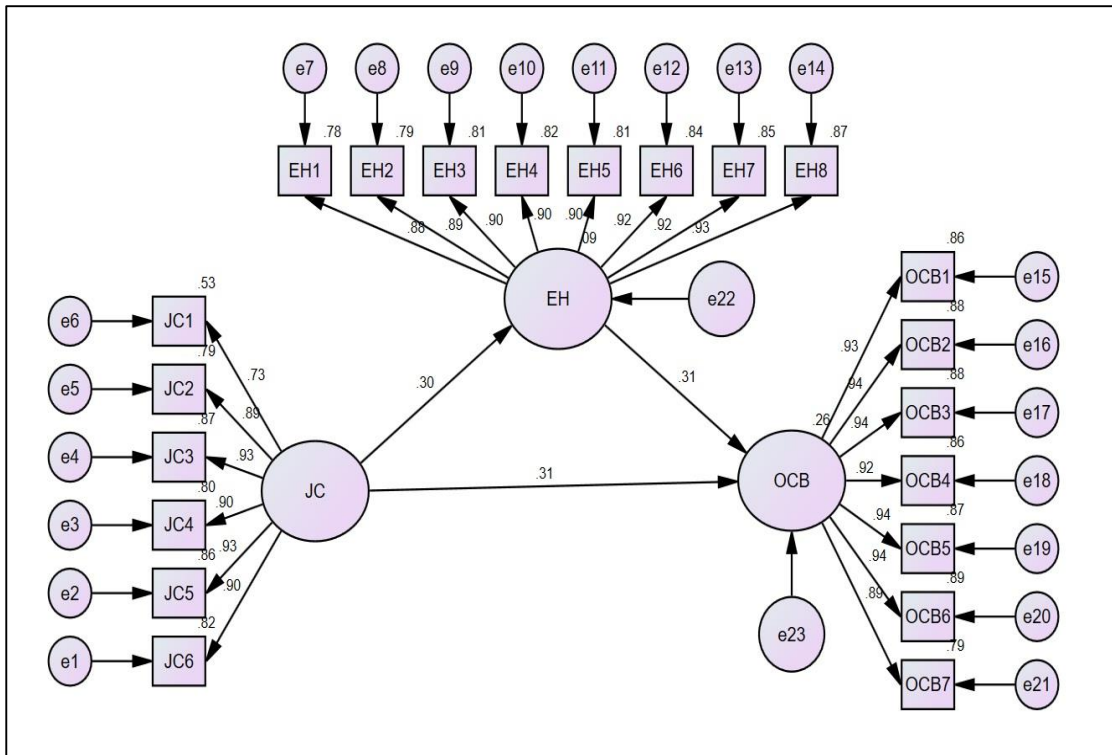 e7 e8 e9 e10 e11 e12 e13 e14
.78 .79 .81 .82 .81 .84 .85 .87
EH1 EH2 EH3 EH4 EH5 EH6 EH7 EH8
.88 .89 .90 .90 .90 .92 .92 .93
.09
EH
e22
.86
OCB1 e15
.88
OCB2 e16
.88
OCB3 e17
.86
OCB4 e18
.87
OCB5 e19
.89
OCB6 e20
.79
OCB7 e21
.93
.94
.94
.92
.94
.94
.89
.26
OCB
e23
.53
e6 JC1
.79
e5 JC2
.87
e4 JC3
.80
e3 JC4
.86
e2 JC5
.82
e1 JC6
.73
.89
.93
.90
.93
.90
JC
.30
.31
.31